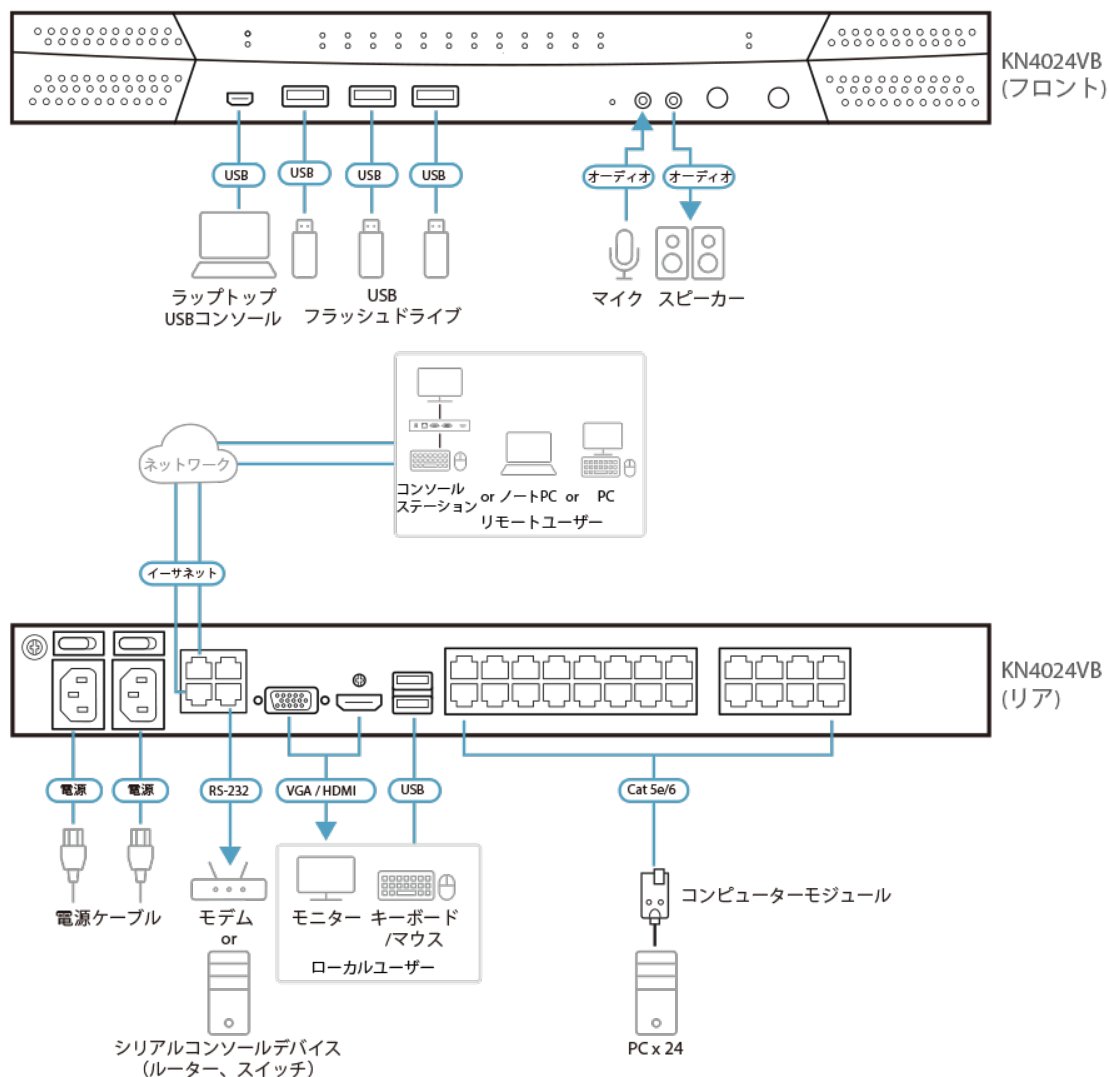 KN4024VB
(フロント)
USB
USB
USB
USB
オーディオ
オーディオ
ラップトップ
USBコンソール
USB
フラッシュドライブ
マイク
スピーカー
ネットワーク
コンソール
ステーション
or ノートPC or PC
リモートユーザー
イーサネット
KN4024VB
(リア)
電源
電源
RS-232
VGA / HDMI
USB
Cat 5e/6
電源ケーブル
モデム
or
シリアルコンソールデバイス
（ルーター、スイッチ）
モニター
キーボード
/マウス
ローカルユーザー
コンピューターモジュール
PC x 24